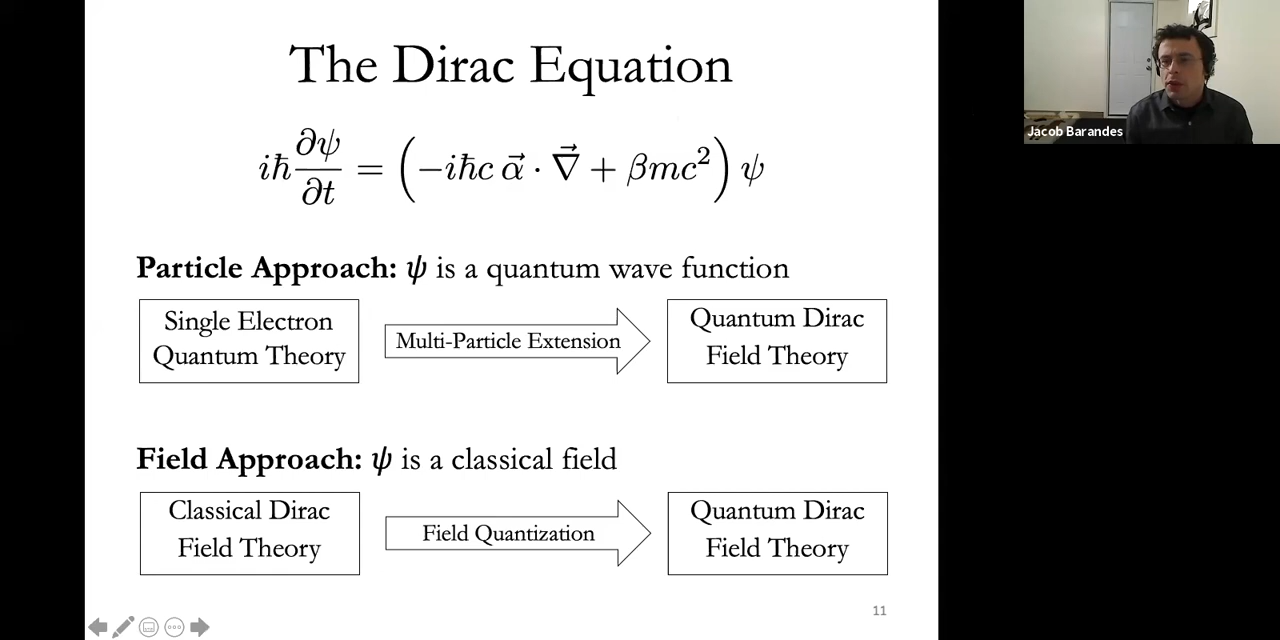 The Dirac Equation
iħ ∂ψ/∂t = (−iħc α⃗ · ∇⃗ + βmc²) ψ
Particle Approach: ψ is a quantum wave function
Single Electron
Quantum Theory
Multi-Particle Extension
Quantum Dirac
Field Theory
Field Approach: ψ is a classical field
Classical Dirac
Field Theory
Field Quantization
Quantum Dirac
Field Theory
11
Jacob Barandes